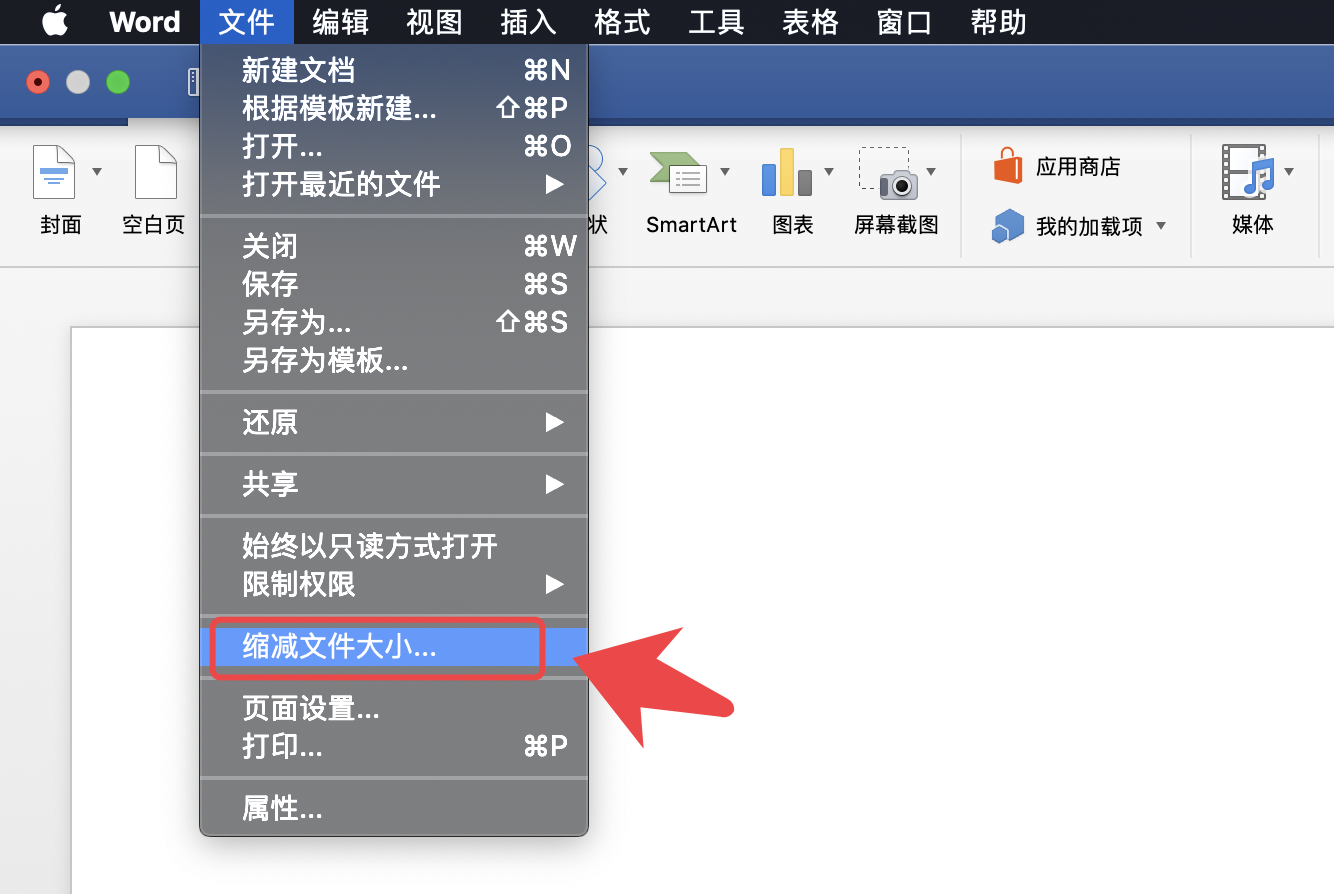 Word 文件 编辑 视图 插入 格式 工具 表格 窗口 帮助
新建文档 ⌘N
根据模板新建... ⇧⌘P
打开... ⌘O
打开最近的文件 ▶
关闭 ⌘W
保存 ⌘S
另存为... ⇧⌘S
另存为模板...
还原 ▶
共享 ▶
始终以只读方式打开
限制权限 ▶
缩减文件大小...
页面设置...
打印... ⌘P
属性...
封面
空白页
状
SmartArt
图表
屏幕截图
应用商店
我的加载项
媒体